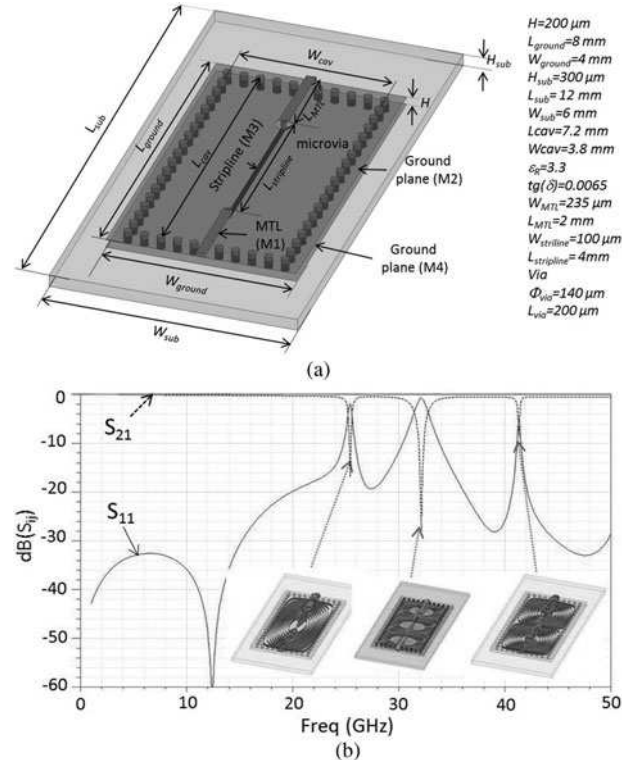 L_sub
L_ground
L_cav
W_cav
Stripline (M3)
L_stripline
L_MTL
microvia
H_sub
H
Ground
plane (M2)
MTL
(M1)
Ground
plane (M4)
W_ground
W_sub
H=200 μm
L_ground=8 mm
W_ground=4 mm
H_sub=300 μm
L_sub= 12 mm
W_sub=6 mm
Lcav=7.2 mm
Wcav=3.8 mm
ε_R=3.3
tg(δ)=0.0065
W_MTL=235 μm
L_MTL=2 mm
W_striline=100 μm
L_stripline= 4mm
Via
Φ_via=140 μm
L_via=200 μm
(a)
0
-10
-20
-30
-40
-50
-60
dB(S_ij)
S_21
S_11
0 10 20 30 40 50
Freq (GHz)
(b)